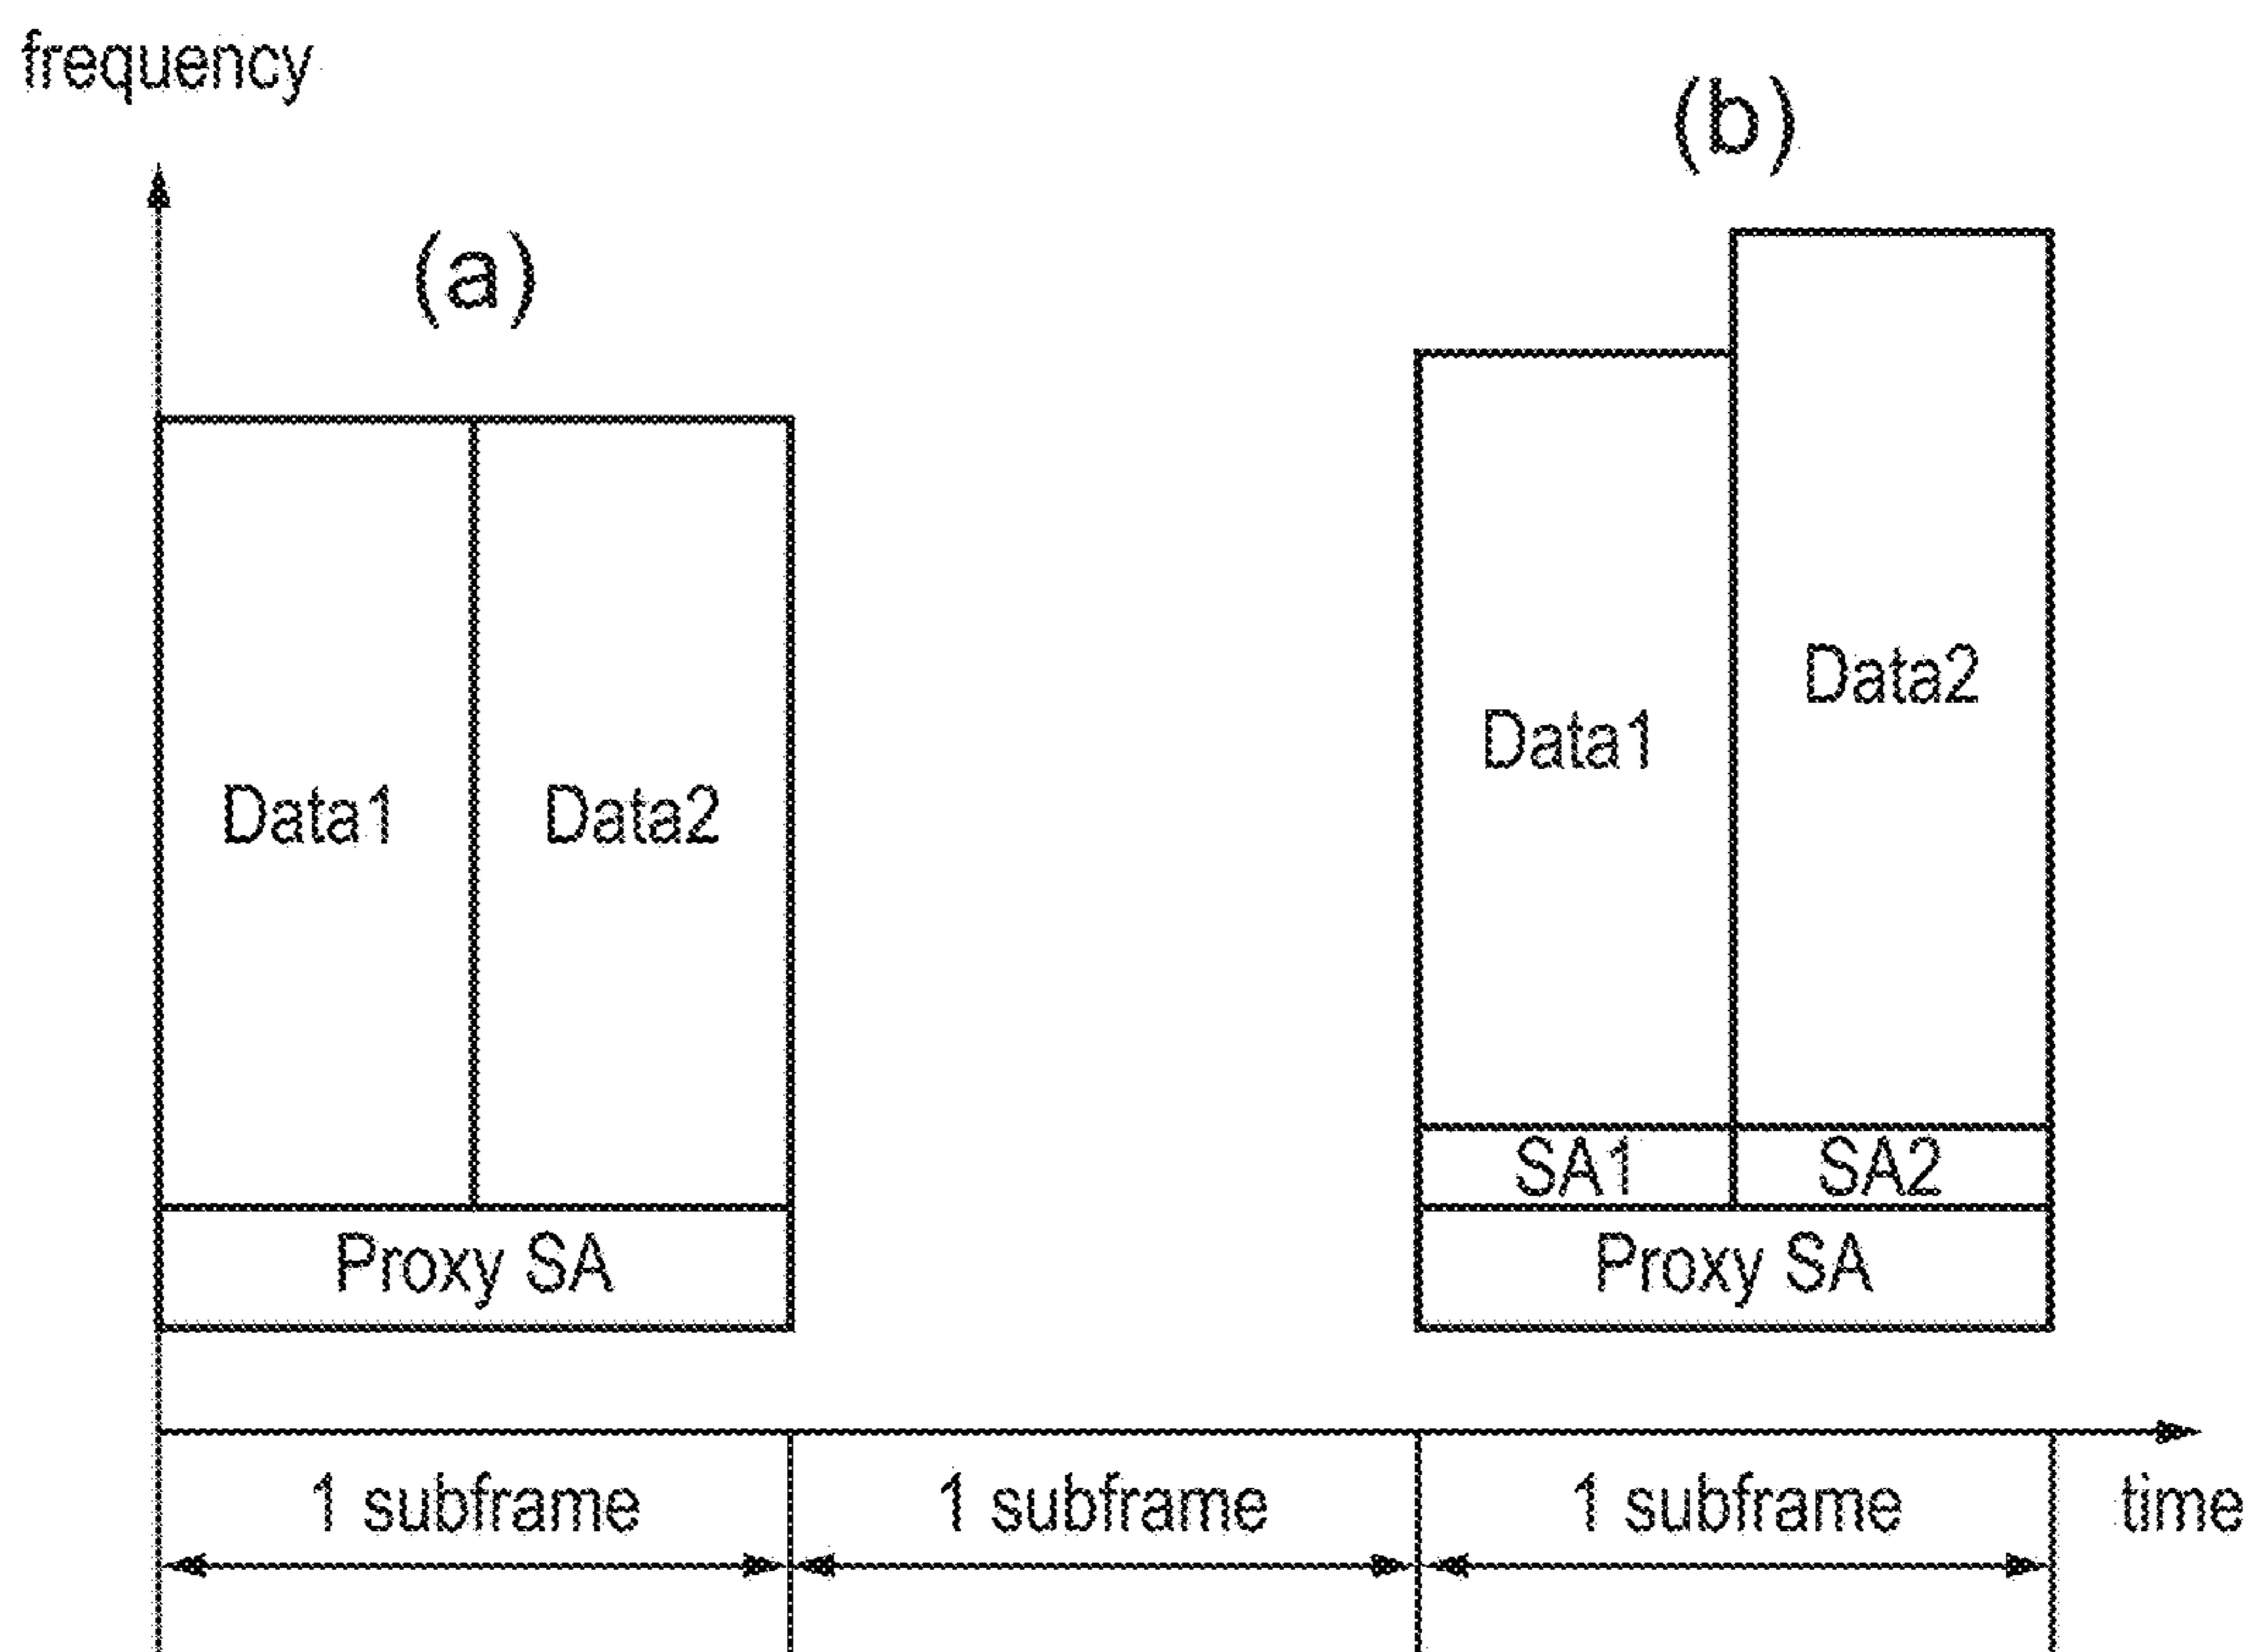 frequency
(a)
(b)
Data1
Data2
Proxy SA
Data1
Data2
SA1
SA2
Proxy SA
1 subframe
1 subframe
1 subframe
time